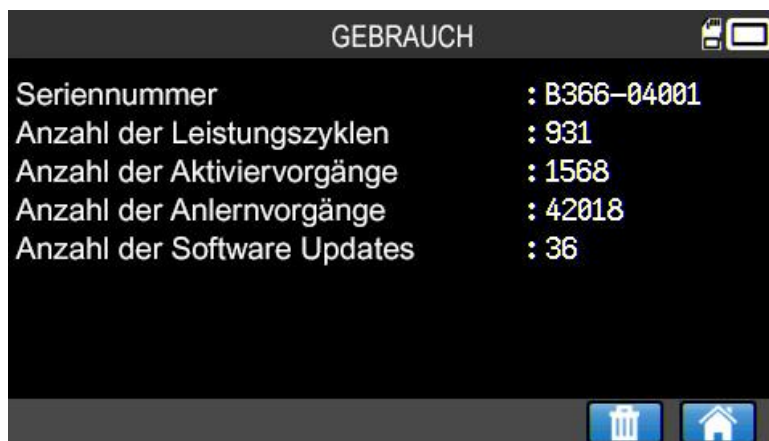 GEBRAUCH
Seriennummer : B366-04001
Anzahl der Leistungszyklen : 931
Anzahl der Aktiviervorgänge : 1568
Anzahl der Anlernvorgänge : 42018
Anzahl der Software Updates : 36